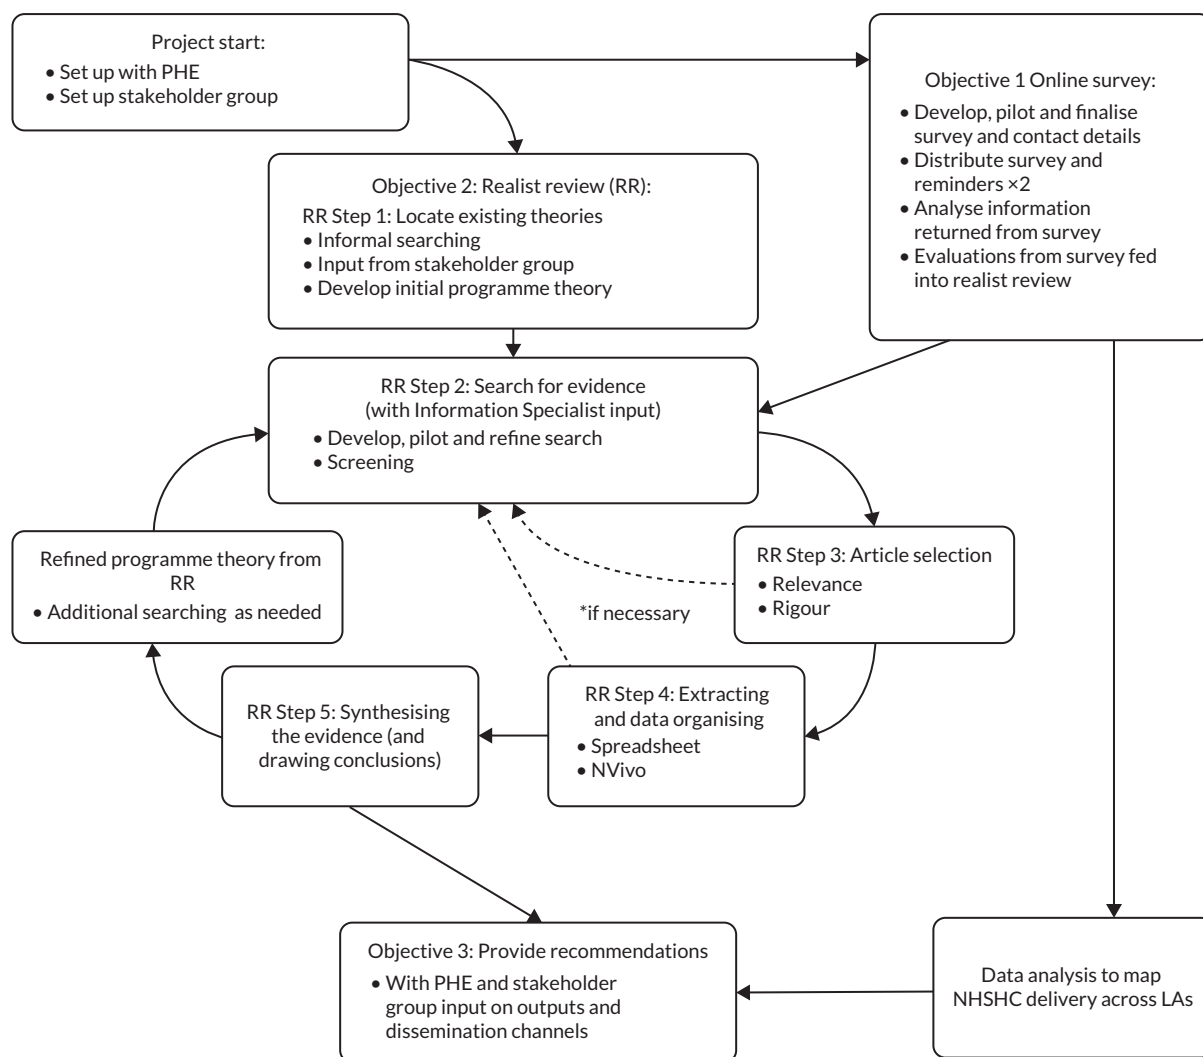 Project start:
• Set up with PHE
• Set up stakeholder group
Objective 1 Online survey:
• Develop, pilot and finalise
survey and contact details
• Distribute survey and
reminders ×2
• Analyse information
returned from survey
• Evaluations from survey fed
into realist review
Objective 2: Realist review (RR):
RR Step 1: Locate existing theories
• Informal searching
• Input from stakeholder group
• Develop initial programme theory
RR Step 2: Search for evidence
(with Information Specialist input)
• Develop, pilot and refine search
• Screening
Refined programme theory from
RR
• Additional searching as needed
RR Step 3: Article selection
• Relevance
• Rigour
*if necessary
RR Step 5: Synthesising
the evidence (and
drawing conclusions)
RR Step 4: Extracting
and data organising
• Spreadsheet
• NVivo
Objective 3: Provide recommendations
• With PHE and stakeholder
group input on outputs and
dissemination channels
Data analysis to map
NHSHC delivery across LAs